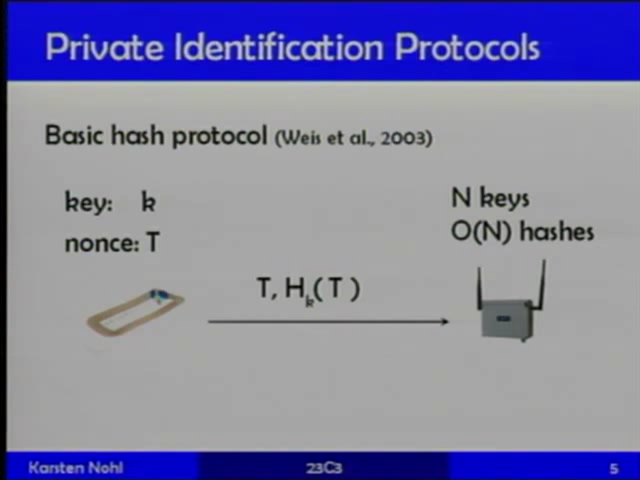 Private Identification Protocols
Basic hash protocol (Weis et al., 2003)
key: k
nonce: T
N keys
O(N) hashes
T, Hk( T )
Karsten Nohl 23C3 5